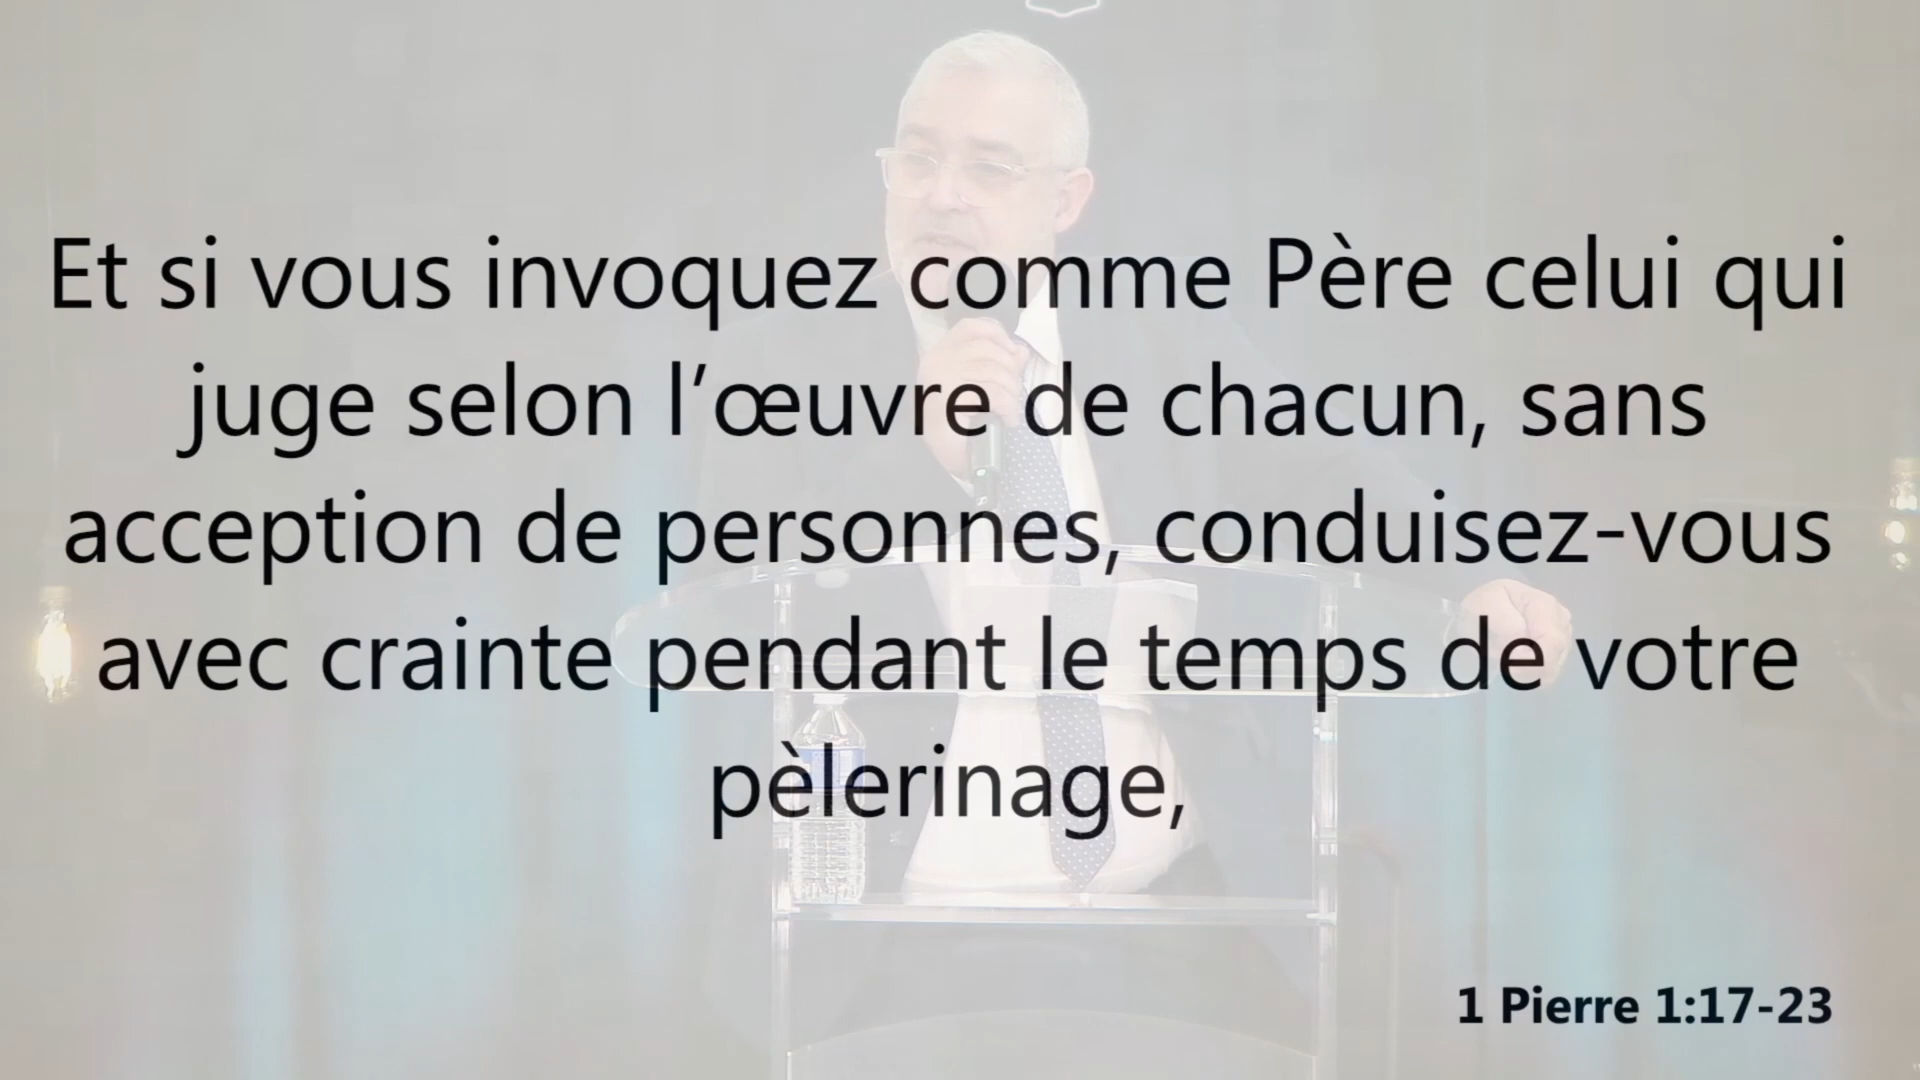 Et si vous invoquez comme Père celui qui
juge selon l’œuvre de chacun, sans
acception de personnes, conduisez-vous
avec crainte pendant le temps de votre
pèlerinage,
1 Pierre 1:17-23